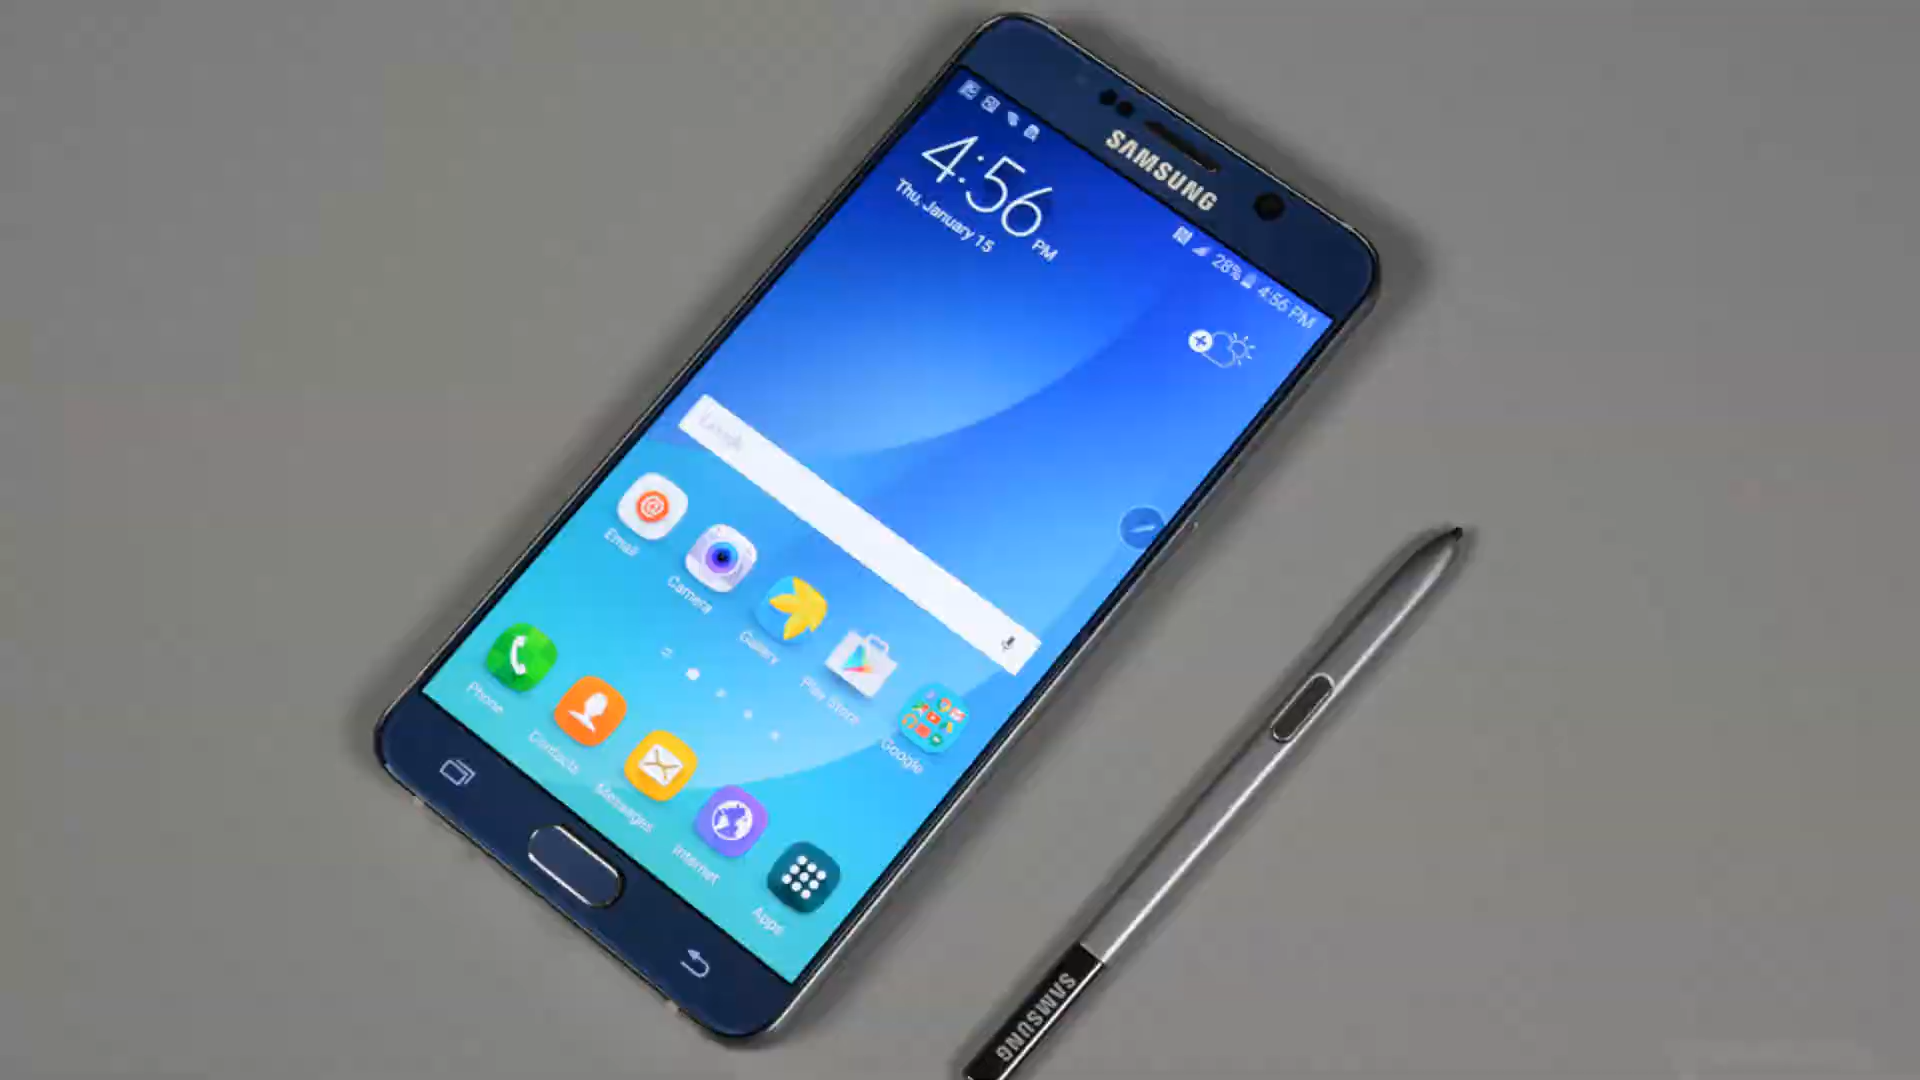 SAMSUNG
4:56 PM
Thu, January 15
28% 4:56 PM
Google
Email
Camera
Gallery
Play Store
Google
Phone
Contacts
Messages
Internet
Apps
SAMSUNG